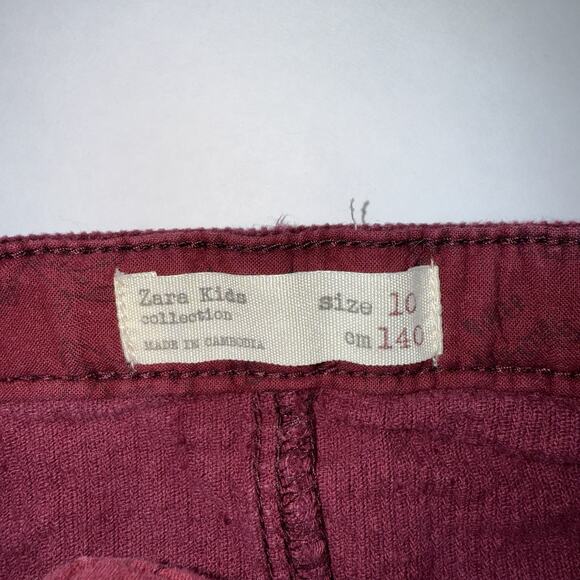 Zara Kids size 10
collection
MADE IN CAMBODIA cm 140